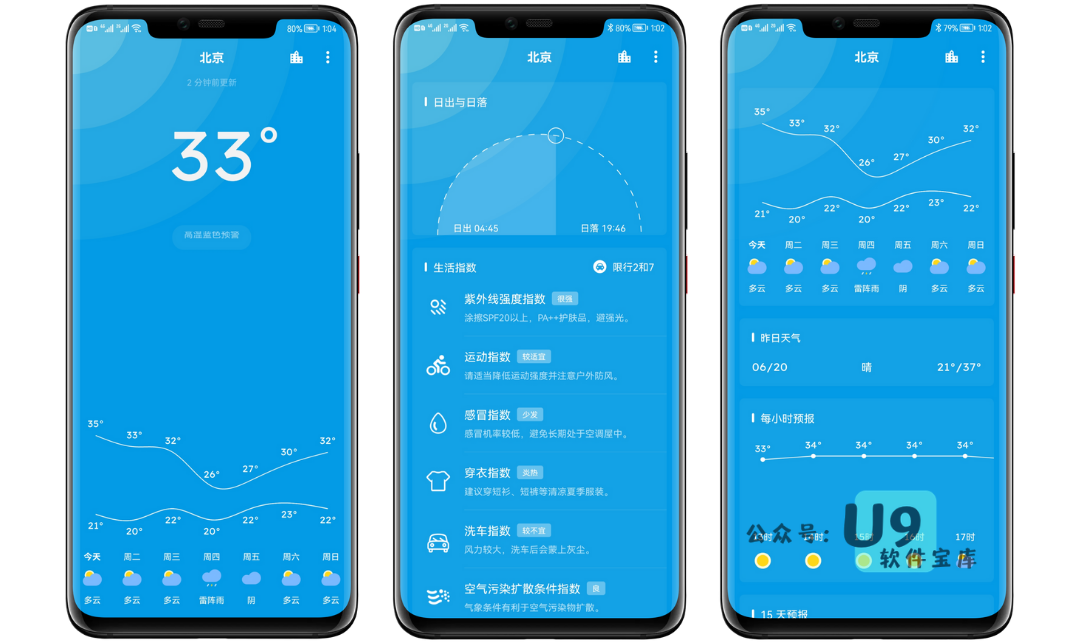 80% 1:04
北京
2 分钟前更新
33°
高温蓝色预警
35° 33° 32° 26° 27° 30° 32°
21° 20° 22° 20° 22° 23° 22°
今天 周二 周三 周四 周五 周六 周日
多云 多云 多云 雷阵雨 阴 多云 多云
80% 1:02
北京
日出与日落
日出 04:45 日落 19:46
生活指数 限行2和7
紫外线强度指数 很强
涂擦SPF20以上，PA++护肤品，避强光。
运动指数 较适宜
请适当降低运动强度并注意户外防风。
感冒指数 少发
感冒机率较低，避免长期处于空调屋中。
穿衣指数 炎热
建议穿短衫、短裤等清凉夏季服装。
洗车指数 较不宜
风力较大，洗车后会蒙上灰尘。
空气污染扩散条件指数 良
气象条件有利于空气污染物扩散。
79% 1:02
北京
35° 33° 32° 26° 27° 30° 32°
21° 20° 22° 20° 22° 23° 22°
今天 周二 周三 周四 周五 周六 周日
多云 多云 多云 雷阵雨 阴 多云 多云
昨日天气
06/20 晴 21°/37°
每小时预报
33° 34° 34° 34° 34°
17时
公众号：U9
软件宝库
15 天预报